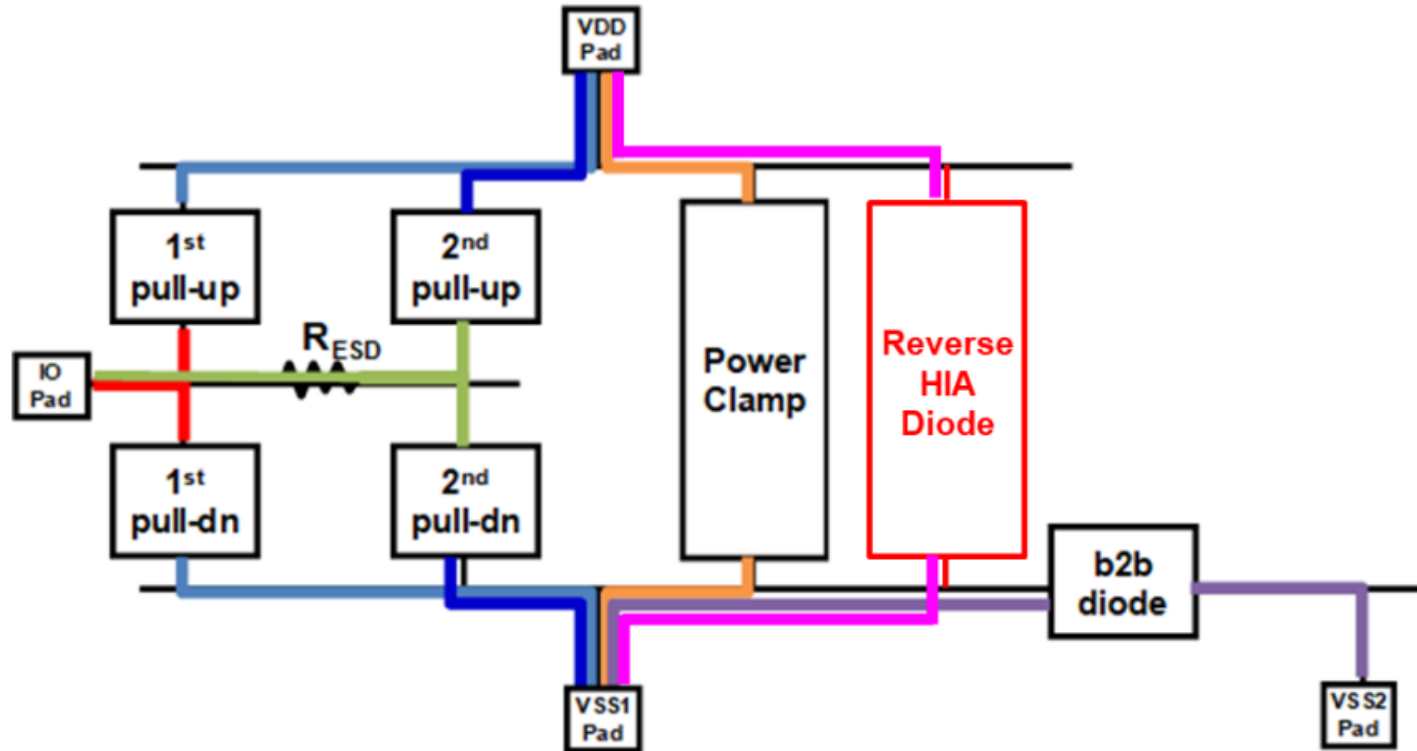 VDD
Pad
1st
pull-up
2nd
pull-up
RESD
IO
Pad
Power
Clamp
Reverse
HIA
Diode
1st
pull-dn
2nd
pull-dn
b2b
diode
VSS1
Pad
VSS2
Pad